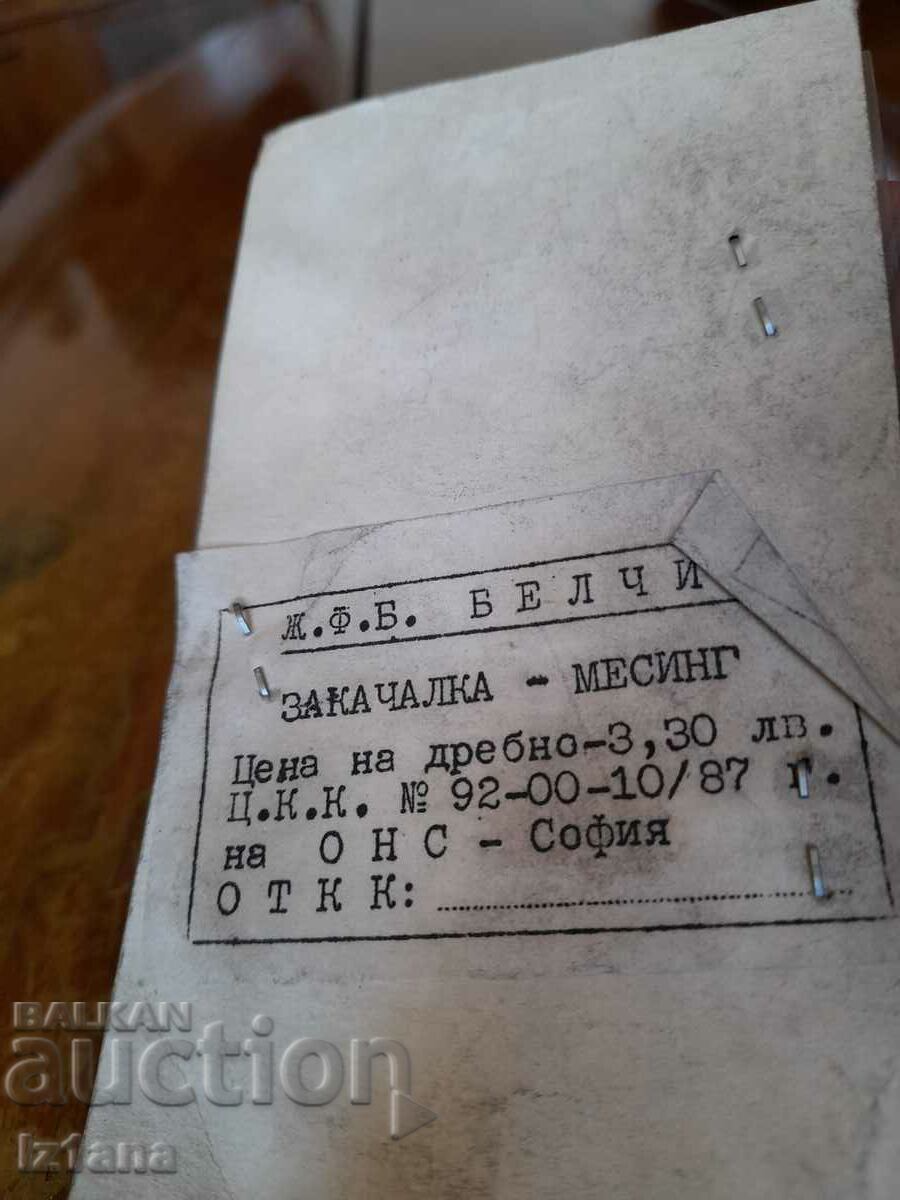 Ж.Ф.Б. БЕЛЧИ
ЗАКАЧАЛКА - МЕСИНГ
Цена на дребно-3,30 лв.
Ц.К.К. № 92-00-10/87 г.
на О Н С - София
О Т К К: ....................
BALKAN
auction
Iz1ana